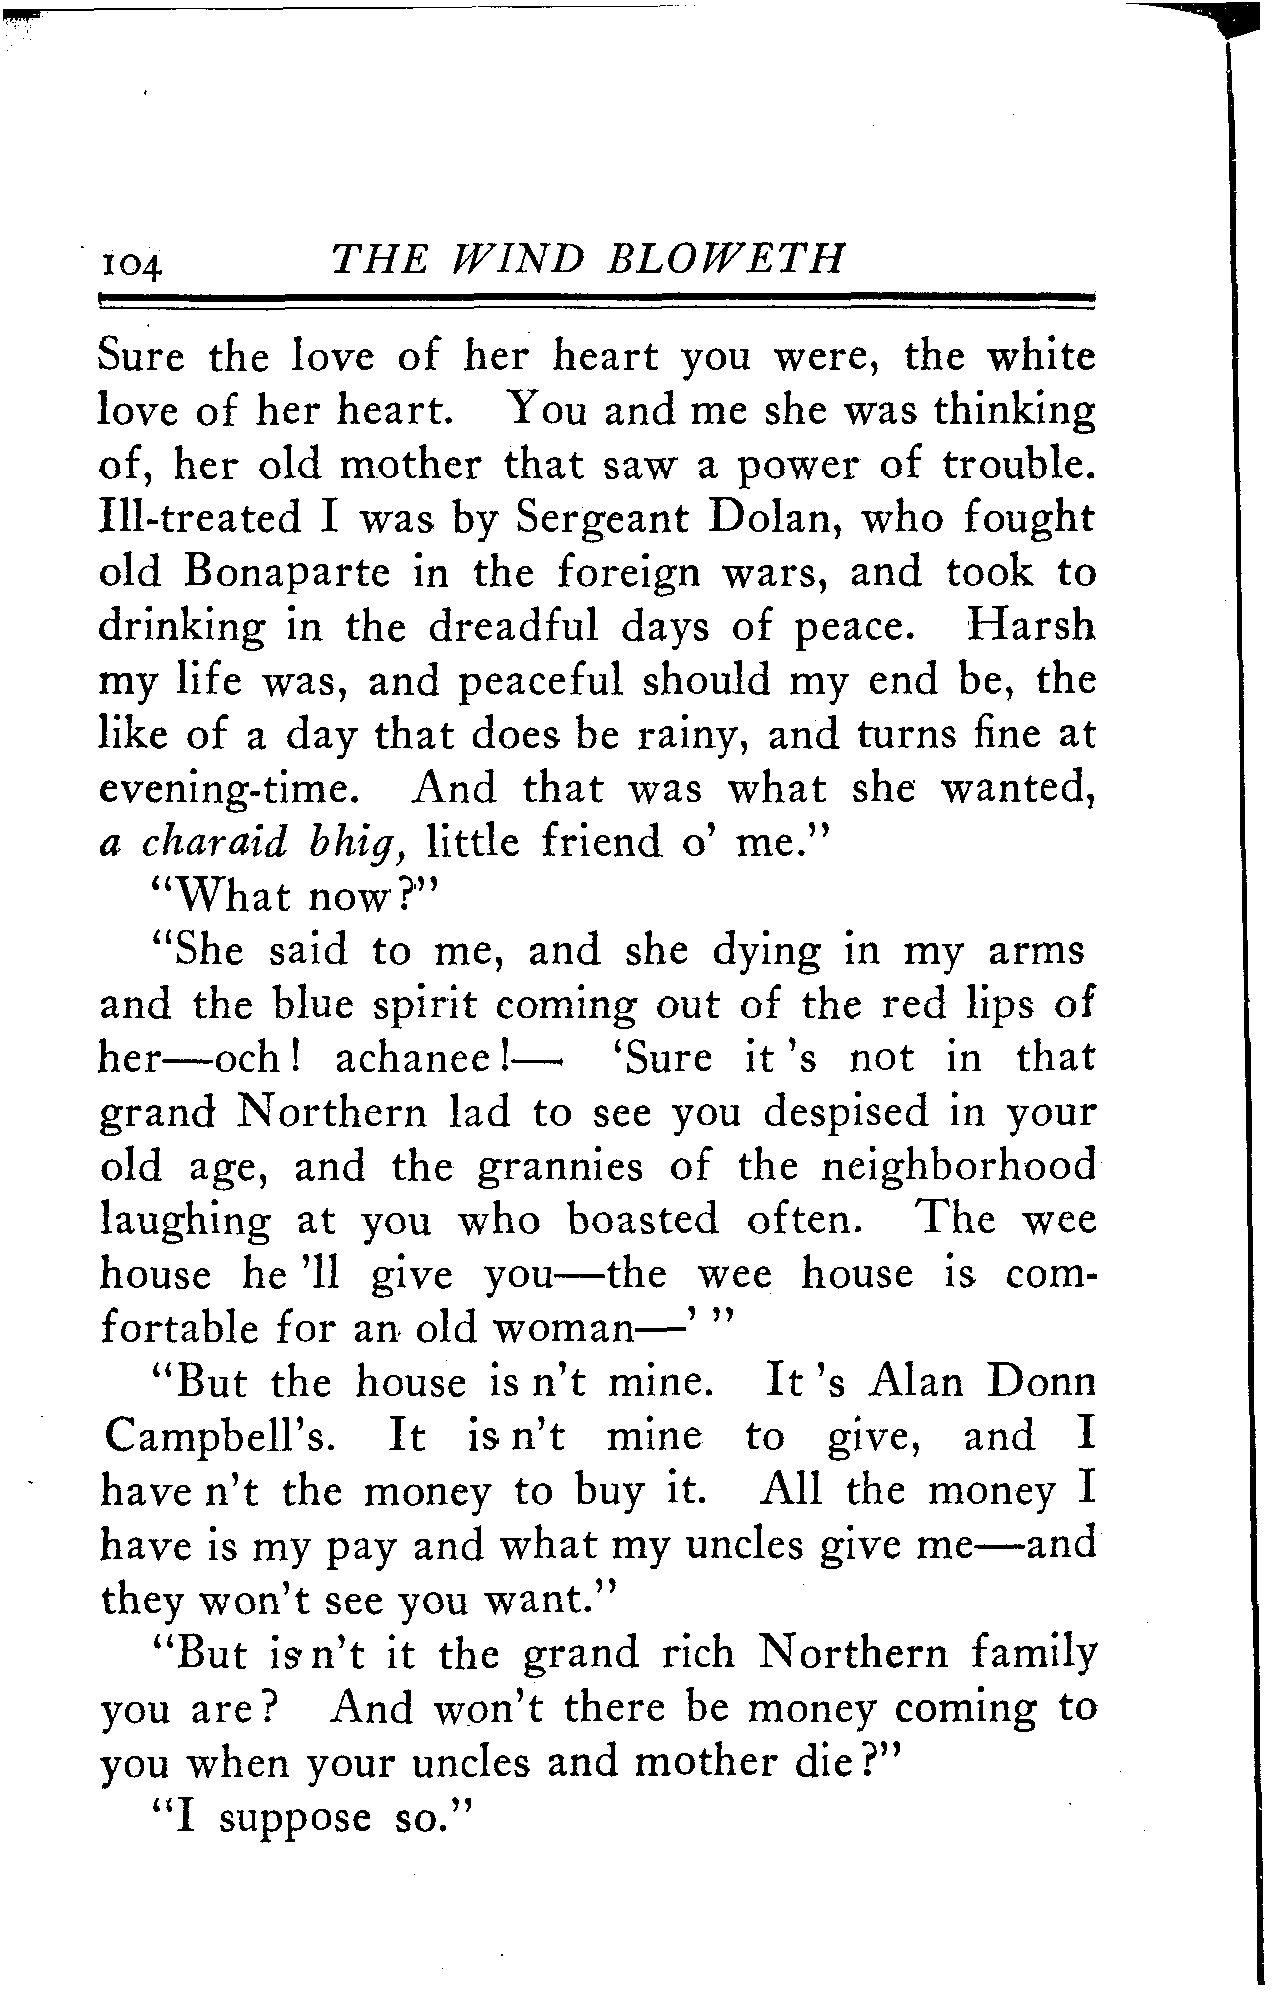 104 THE WIND BLOWETH
Sure the love of her heart you were, the white
love of her heart. You and me she was thinking
of, her old mother that saw a power of trouble.
Ill-treated I was by Sergeant Dolan, who fought
old Bonaparte in the foreign wars, and took to
drinking in the dreadful days of peace. Harsh
my life was, and peaceful should my end be, the
like of a day that does be rainy, and turns fine at
evening-time. And that was what she wanted,
a charaid bhig, little friend o' me."
"What now?"
"She said to me, and she dying in my arms
and the blue spirit coming out of the red lips of
her—och! achanee!— 'Sure it 's not in that
grand Northern lad to see you despised in your
old age, and the grannies of the neighborhood
laughing at you who boasted often. The wee
house he 'll give you—the wee house is com-
fortable for an old woman—' "
"But the house is n't mine. It 's Alan Donn
Campbell's. It is n't mine to give, and I
have n't the money to buy it. All the money I
have is my pay and what my uncles give me—and
they won't see you want."
"But is n't it the grand rich Northern family
you are? And won't there be money coming to
you when your uncles and mother die?"
"I suppose so."